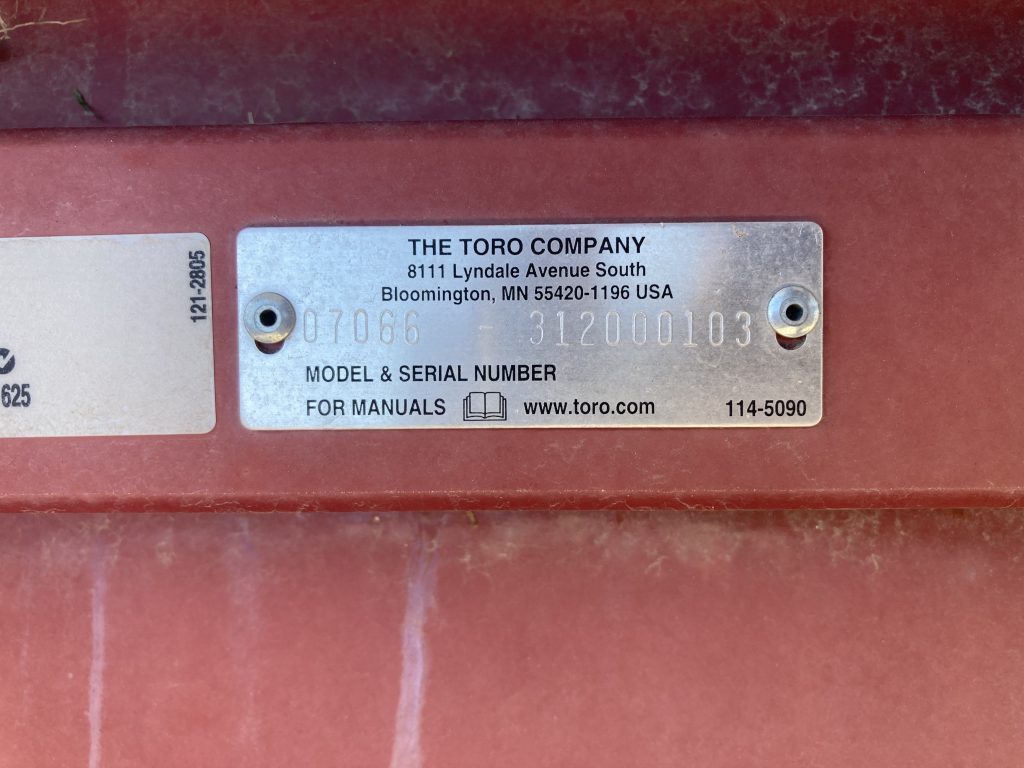 THE TORO COMPANY
8111 Lyndale Avenue South
Bloomington, MN 55420-1196 USA
07066 - 312000103
MODEL & SERIAL NUMBER
FOR MANUALS www.toro.com 114-5090
121-2805
625